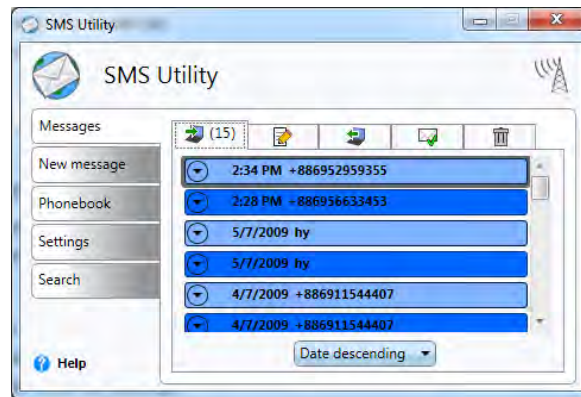 SMS Utility
SMS Utility
Messages
New message
Phonebook
Settings
Search
Help
(15)
2:34 PM +886952959355
2:28 PM +886956633453
5/7/2009 hy
5/7/2009 hy
4/7/2009 +886911544407
4/7/2009 +886911544407
Date descending